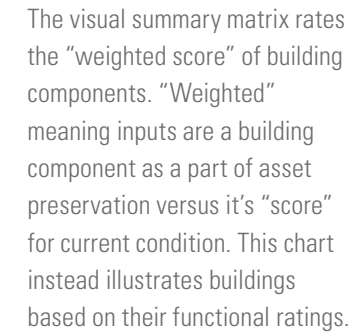 The visual summary matrix rates
the “weighted score” of building
components. “Weighted”
meaning inputs are a building
component as a part of asset
preservation versus it’s “score”
for current condition. This chart
instead illustrates buildings
based on their functional ratings.